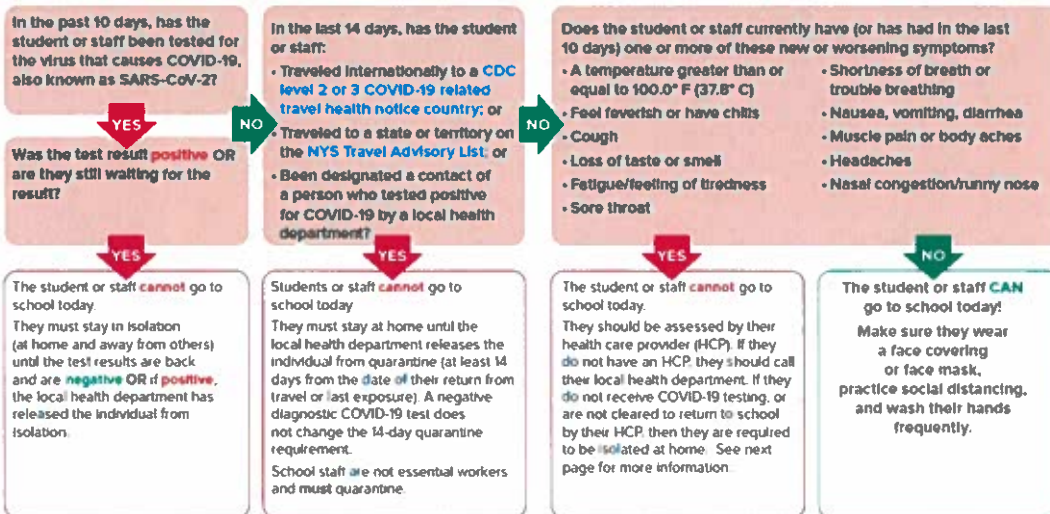 In the past 10 days, has the
student or staff been tested for
the virus that causes COVID-19,
also known as SARS-CoV-2?
YES
NO
Was the test result positive OR
are they still waiting for the
result?
YES
The student or staff cannot go to
school today.
They must stay in isolation
(at home and away from others)
until the test results are back
and are negative OR if positive,
the local health department has
released the individual from
isolation.
In the last 14 days, has the student
or staff:
• Traveled internationally to a CDC
level 2 or 3 COVID-19 related
travel health notice country; or
• Traveled to a state or territory on
the NYS Travel Advisory List; or
• Been designated a contact of
a person who tested positive
for COVID-19 by a local health
department?
NO
YES
Students or staff cannot go to
school today
They must stay at home until the
local health department releases the
individual from quarantine (at least 14
days from the date of their return from
travel or last exposure). A negative
diagnostic COVID-19 test does
not change the 14-day quarantine
requirement.
School staff are not essential workers
and must quarantine.
Does the student or staff currently have (or has had in the last
10 days) one or more of these new or worsening symptoms?
• A temperature greater than or
equal to 100.0° F (37.8° C)
• Feel feverish or have chills
• Cough
• Loss of taste or smell
• Fatigue/feeling of tiredness
• Sore throat
• Shortness of breath or
trouble breathing
• Nausea, vomiting, diarrhea
• Muscle pain or body aches
• Headaches
• Nasal congestion/runny nose
YES
The student or staff cannot go to
school today.
They should be assessed by their
health care provider (HCP). If they
do not have an HCP, they should call
their local health department. If they
do not receive COVID-19 testing, or
are not cleared to return to school
by their HCP, then they are required
to be isolated at home. See next
page for more information.
NO
The student or staff CAN
go to school today!
Make sure they wear
a face covering
or face mask,
practice social distancing,
and wash their hands
frequently.